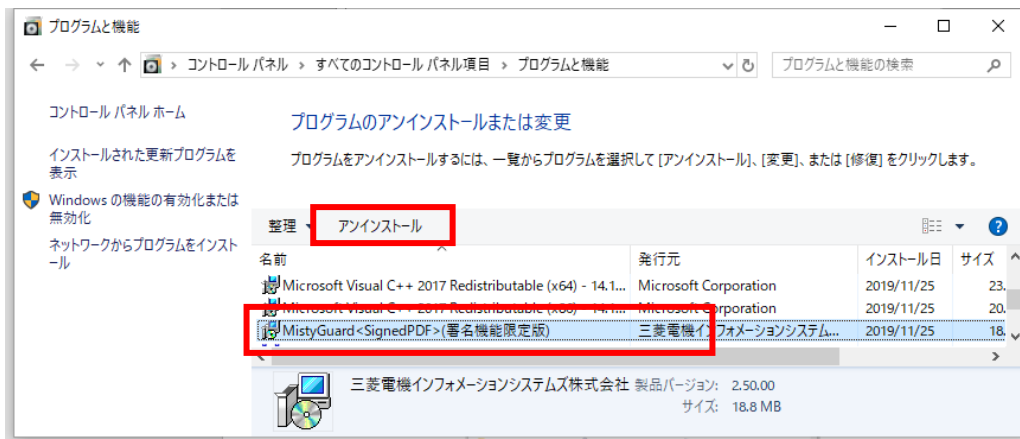 プログラムと機能
コントロール パネル › すべてのコントロール パネル項目 › プログラムと機能
プログラムと機能の検索
コントロール パネル ホーム
インストールされた更新プログラムを
表示
Windows の機能の有効化または
無効化
ネットワークからプログラムをインスト
ール
プログラムのアンインストールまたは変更
プログラムをアンインストールするには、一覧からプログラムを選択して [アンインストール]、[変更]、または [修復] をクリックします。
整理 アンインストール
名前 発行元 インストール日 サイズ
Microsoft Visual C++ 2017 Redistributable (x64) - 14.1... Microsoft Corporation 2019/11/25 23.
Microsoft Visual C++ 2017 Redistributable (x86) - 14.1... Microsoft Corporation 2019/11/25 20.
MistyGuard<SignedPDF>(署名機能限定版) 三菱電機インフォメーションシステム... 2019/11/25 18.
三菱電機インフォメーションシステムズ株式会社 製品バージョン: 2.50.00
サイズ: 18.8 MB